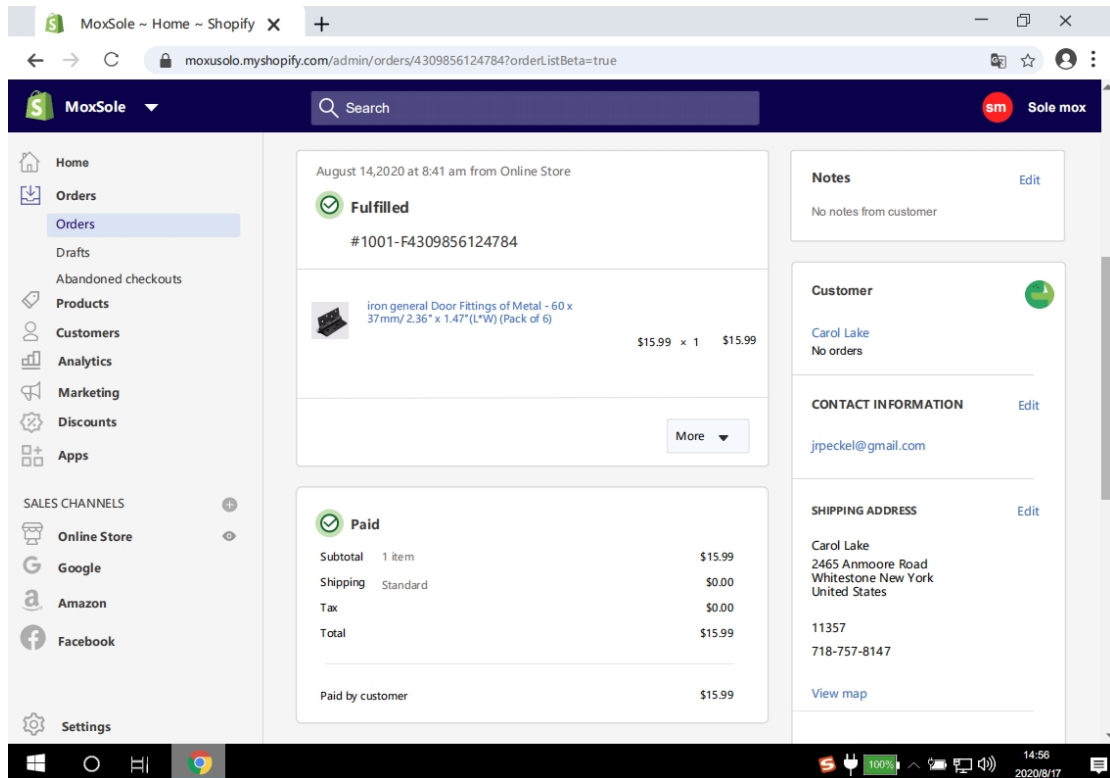 MoxSole ~ Home ~ Shopify
moxusolo.myshopify.com/admin/orders/4309856124784?orderListBeta=true
MoxSole
Search
sm
Sole mox
Home
Orders
Orders
Drafts
Abandoned checkouts
Products
Customers
Analytics
Marketing
Discounts
Apps
SALES CHANNELS
Online Store
Google
Amazon
Facebook
Settings
August 14,2020 at 8:41 am from Online Store
Fulfilled
#1001-F4309856124784
iron general Door Fittings of Metal - 60 x
37mm/ 2.36" x 1.47"(L*W) (Pack of 6)
$15.99 × 1 $15.99
More
Paid
Subtotal 1 item $15.99
Shipping Standard $0.00
Tax $0.00
Total $15.99
Paid by customer $15.99
Notes Edit
No notes from customer
Customer
Carol Lake
No orders
CONTACT INFORMATION Edit
jrpeckel@gmail.com
SHIPPING ADDRESS Edit
Carol Lake
2465 Anmoore Road
Whitestone New York
United States
11357
718-757-8147
View map
100%
14:56
2020/8/17